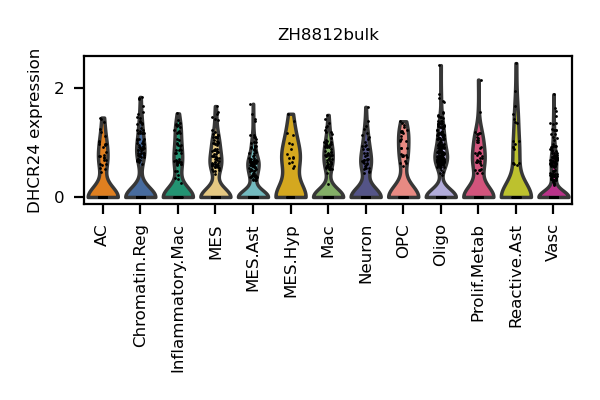 ZH8812bulk
DHCR24 expression
2
0
AC
Chromatin.Reg
Inflammatory.Mac
MES
MES.Ast
MES.Hyp
Mac
Neuron
OPC
Oligo
Prolif.Metab
Reactive.Ast
Vasc